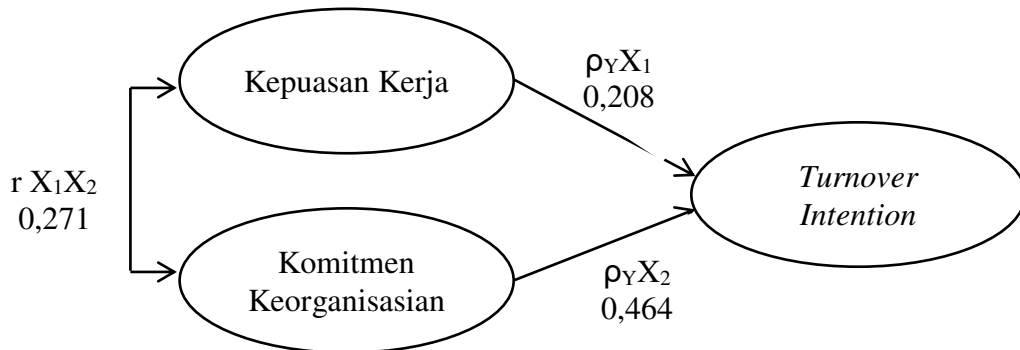 Kepuasan Kerja
ρYX1
0,208
r X1X2
0,271
Turnover
Intention
Komitmen
Keorganisasian
ρYX2
0,464